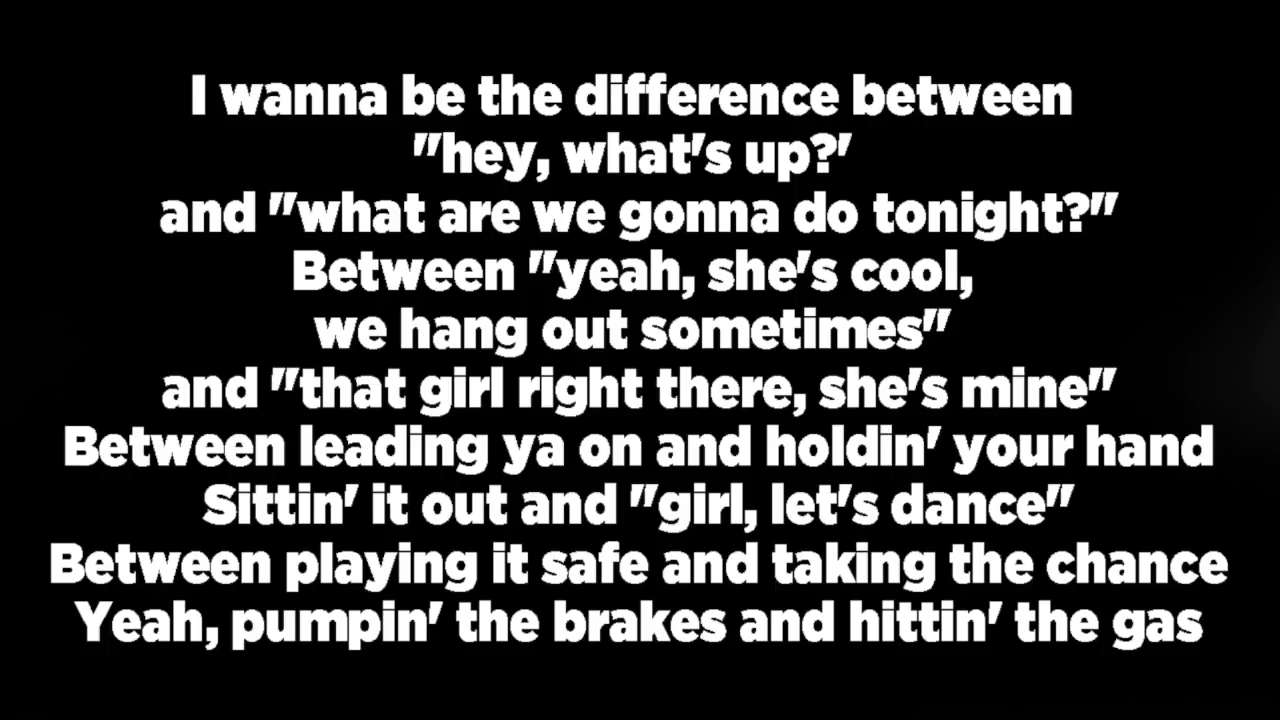 I wanna be the difference between
"hey, what's up?'
and "what are we gonna do tonight?"
Between "yeah, she's cool,
we hang out sometimes"
and "that girl right there, she's mine"
Between leading ya on and holdin' your hand
Sittin' it out and "girl, let's dance"
Between playing it safe and taking the chance
Yeah, pumpin' the brakes and hittin' the gas